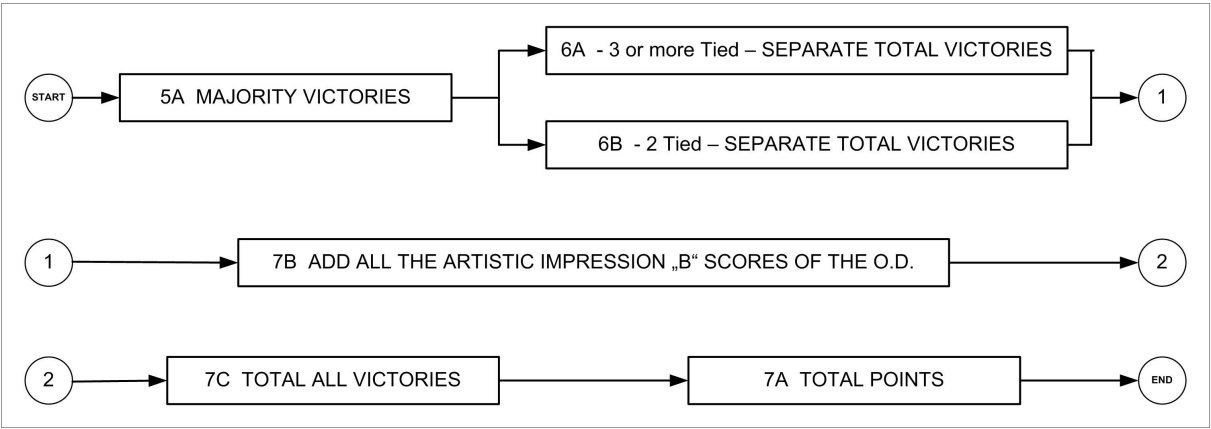 START
5A MAJORITY VICTORIES
6A - 3 or more Tied – SEPARATE TOTAL VICTORIES
6B - 2 Tied – SEPARATE TOTAL VICTORIES
1
1
7B ADD ALL THE ARTISTIC IMPRESSION „B“ SCORES OF THE O.D.
2
2
7C TOTAL ALL VICTORIES
7A TOTAL POINTS
END